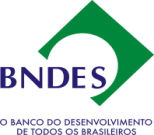 BNDES
O BANCO DO DESENVOLVIMENTO
DE TODOS OS BRASILEIROS